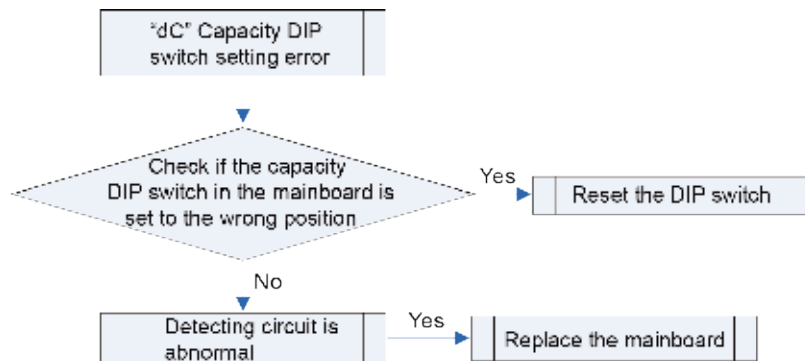 "dC" Capacity DIP
switch setting error
Check if the capacity
DIP switch in the mainboard is
set to the wrong position
Yes
Reset the DIP switch
No
Detecting circuit is
abnormal
Yes
Replace the mainboard